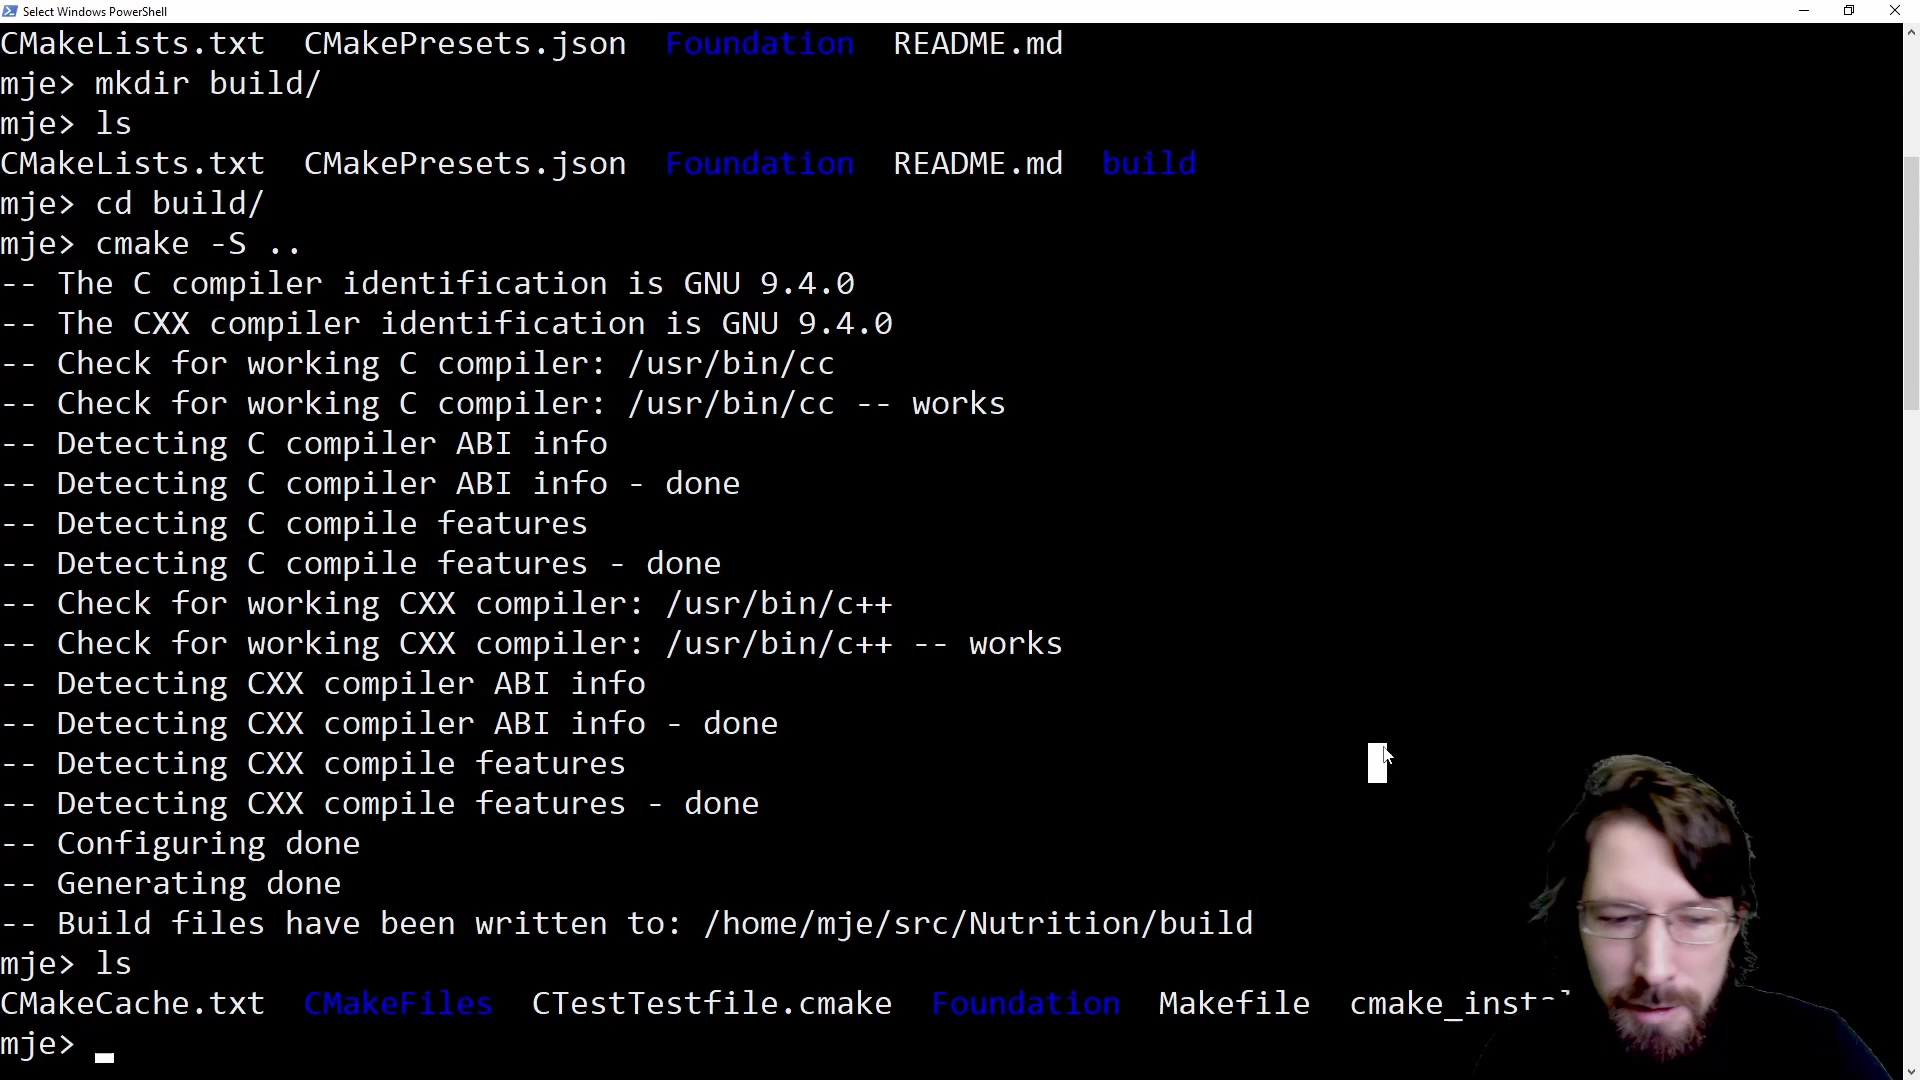 Select Windows PowerShell
CMakeLists.txt  CMakePresets.json  Foundation  README.md
mje> mkdir build/
mje> ls
CMakeLists.txt  CMakePresets.json  Foundation  README.md  build
mje> cd build/
mje> cmake -S ..
-- The C compiler identification is GNU 9.4.0
-- The CXX compiler identification is GNU 9.4.0
-- Check for working C compiler: /usr/bin/cc
-- Check for working C compiler: /usr/bin/cc -- works
-- Detecting C compiler ABI info
-- Detecting C compiler ABI info - done
-- Detecting C compile features
-- Detecting C compile features - done
-- Check for working CXX compiler: /usr/bin/c++
-- Check for working CXX compiler: /usr/bin/c++ -- works
-- Detecting CXX compiler ABI info
-- Detecting CXX compiler ABI info - done
-- Detecting CXX compile features
-- Detecting CXX compile features - done
-- Configuring done
-- Generating done
-- Build files have been written to: /home/mje/src/Nutrition/build
mje> ls
CMakeCache.txt  CMakeFiles  CTestTestfile.cmake  Foundation  Makefile
mje>